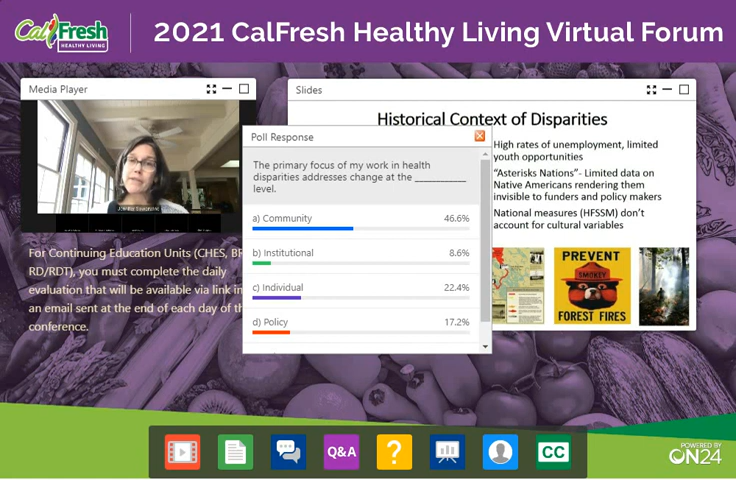 CalFresh
HEALTHY LIVING
2021 CalFresh Healthy Living Virtual Forum
Media Player
For Continuing Education Units (CHES, BF
RD/RDT), you must complete the daily
evaluation that will be available via link in
an email sent at the end of each day of th
conference.
Slides
Historical Context of Disparities
High rates of unemployment, limited
youth opportunities
"Asterisks Nations"- Limited data on
Native Americans rendering them
invisible to funders and policy makers
National measures (HFSSM) don't
account for cultural variables
PREVENT
SMOKEY
FOREST FIRES
Poll Response
The primary focus of my work in health
disparities addresses change at the ___________
level.
a) Community 46.6%
b) Institutional 8.6%
c) Individual 22.4%
d) Policy 17.2%
Q&A
?
CC
POWERED BY
ON24